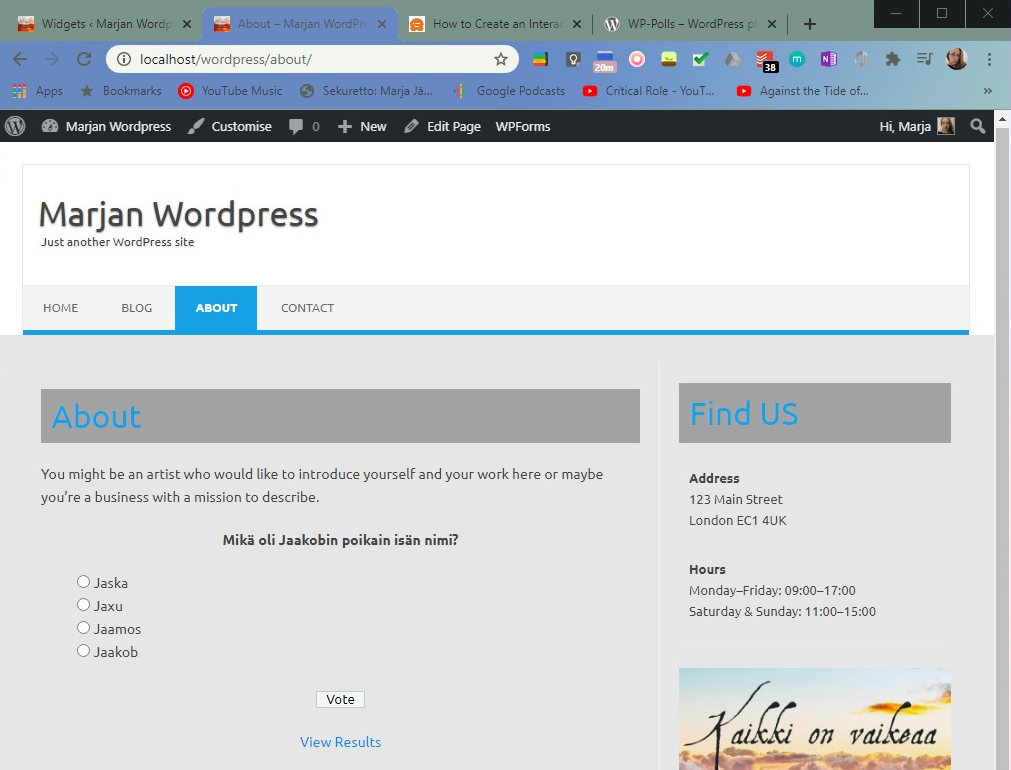 Widgets ‹ Marjan Wordp
About – Marjan WordPre
How to Create an Interac
WP-Polls – WordPress p
localhost/wordpress/about/
20m
38
m
N
Apps
Bookmarks
YouTube Music
Sekuretto: Marja Jä...
Google Podcasts
Critical Role - YouT...
Against the Tide of...
Marjan Wordpress
Customise
0
New
Edit Page
WPForms
Hi, Marja
Marjan Wordpress
Just another WordPress site
HOME
BLOG
ABOUT
CONTACT
About
You might be an artist who would like to introduce yourself and your work here or maybe
you’re a business with a mission to describe.
Mikä oli Jaakobin poikain isän nimi?
Jaska
Jaxu
Jaamos
Jaakob
Vote
View Results
Find US
Address
123 Main Street
London EC1 4UK
Hours
Monday–Friday: 09:00–17:00
Saturday & Sunday: 11:00–15:00
Kaikki on vaikeaa